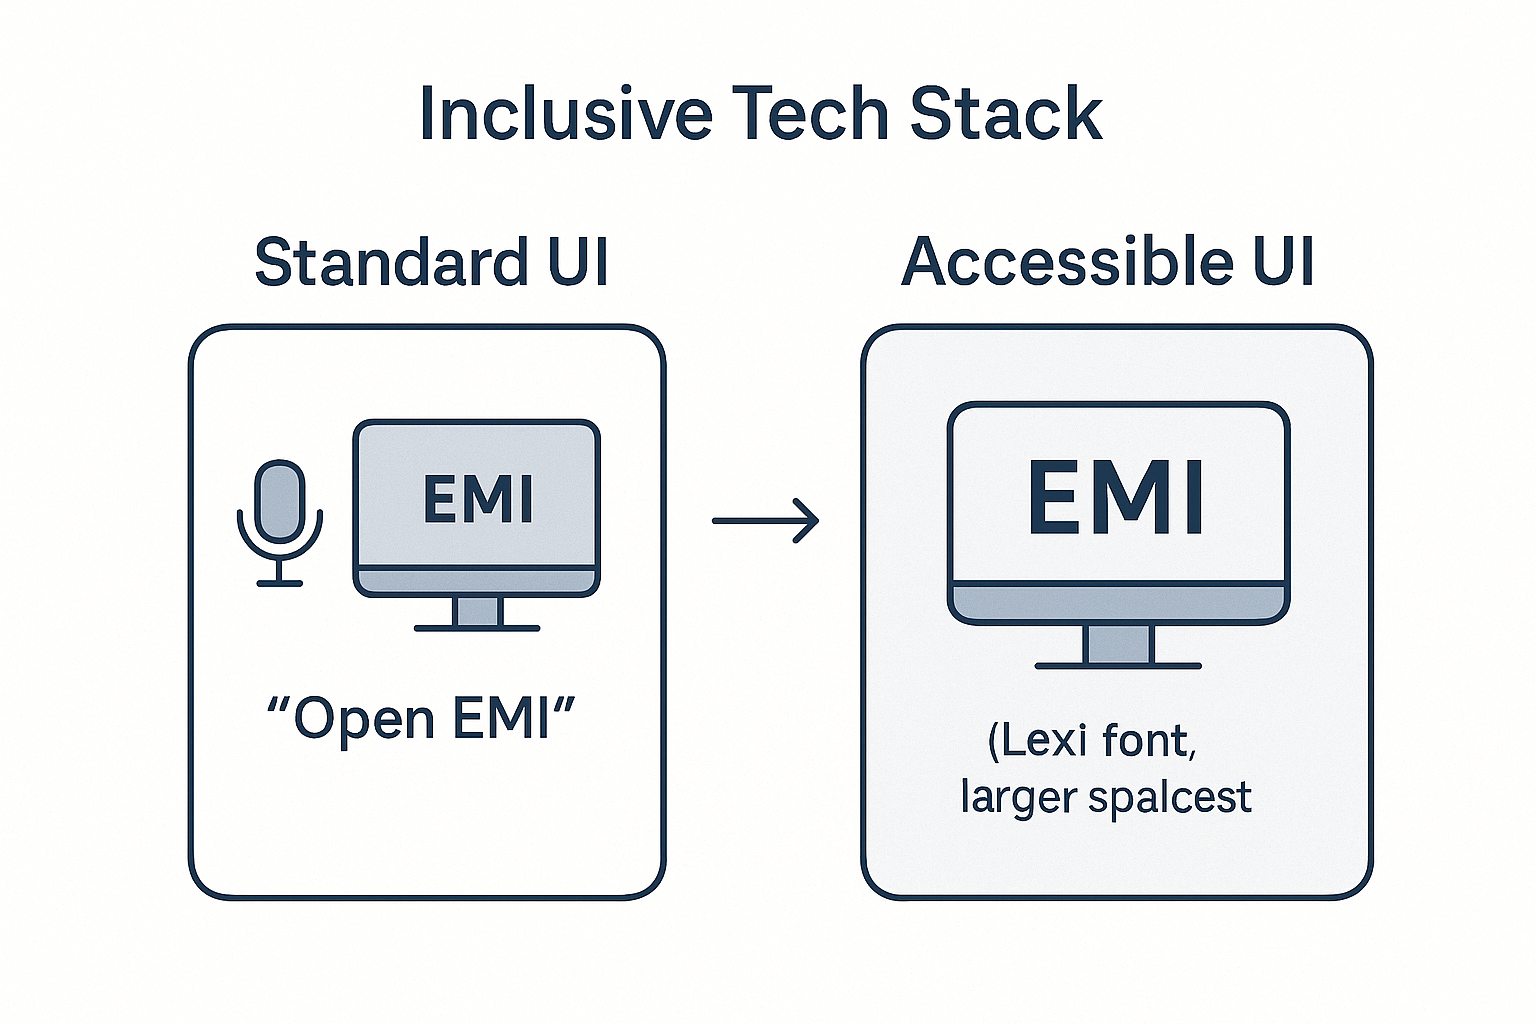 Inclusive Tech Stack
Standard UI
EMI
“Open EMI”
Accessible UI
EMI
(Lexi font,
larger spalcest